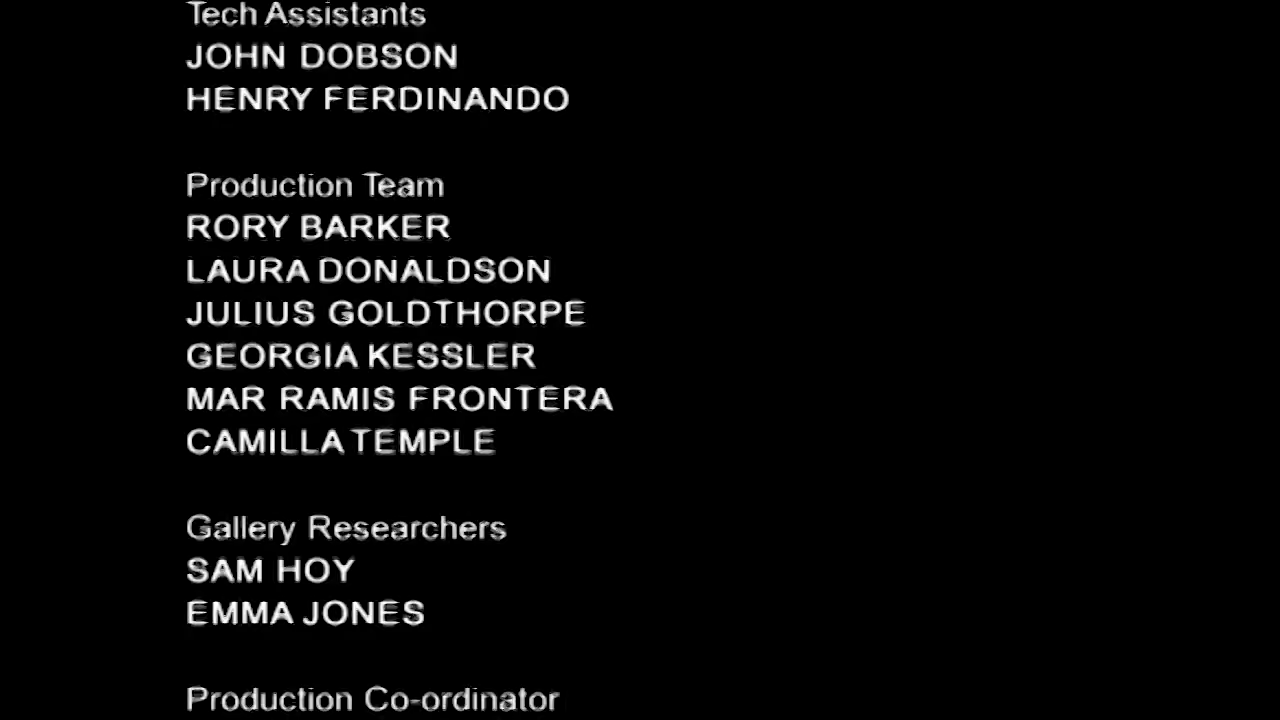 Tech Assistants
JOHN DOBSON
HENRY FERDINANDO
Production Team
RORY BARKER
LAURA DONALDSON
JULIUS GOLDTHORPE
GEORGIA KESSLER
MAR RAMIS FRONTERA
CAMILLA TEMPLE
Gallery Researchers
SAM HOY
EMMA JONES
Production Co-ordinator